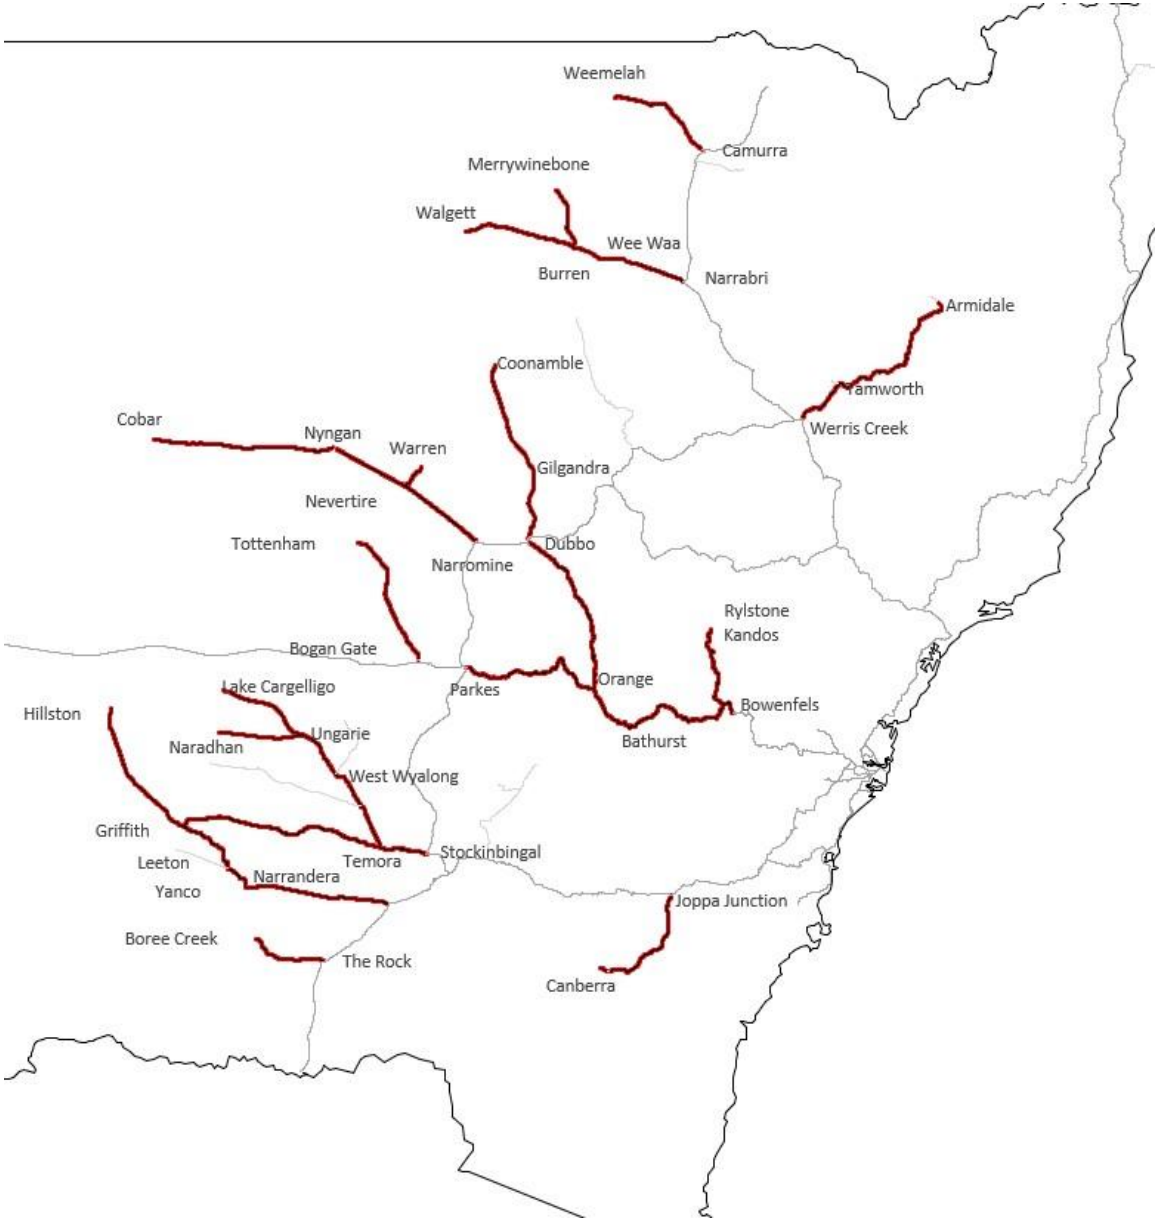 Weemelah
Camurra
Merrywinebone
Walgett
Wee Waa
Burren
Narrabri
Armidale
Coonamble
Tamworth
Cobar
Nyngan
Warren
Werris Creek
Gilgandra
Nevertire
Tottenham
Dubbo
Narromine
Rylstone
Kandos
Bogan Gate
Orange
Lake Cargelligo
Parkes
Hillston
Bowenfels
Ungarie
Naradhan
Bathurst
West Wyalong
Griffith
Stockinbingal
Leeton
Temora
Narrandera
Yanco
Joppa Junction
Boree Creek
The Rock
Canberra